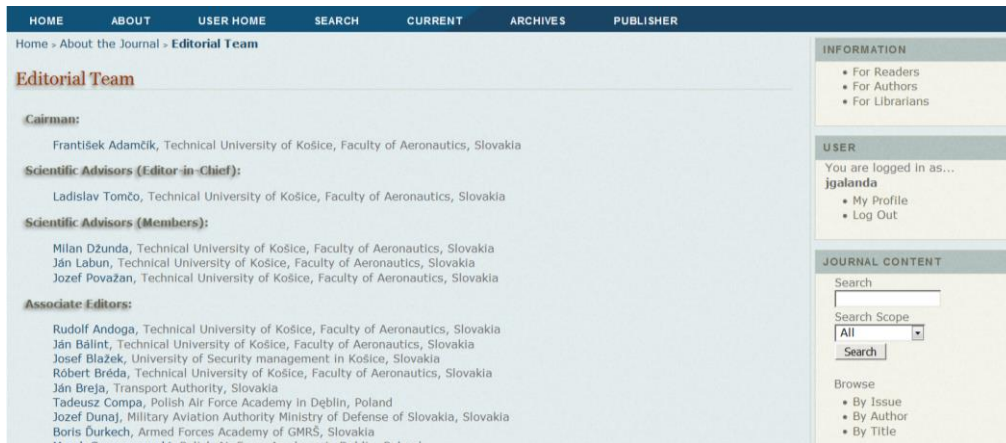 HOME ABOUT USER HOME SEARCH CURRENT ARCHIVES PUBLISHER
Home » About the Journal » Editorial Team
Editorial Team
Cairman:
František Adamčík, Technical University of Košice, Faculty of Aeronautics, Slovakia
Scientific Advisors (Editor-in-Chief):
Ladislav Tomčo, Technical University of Košice, Faculty of Aeronautics, Slovakia
Scientific Advisors (Members):
Milan Džunda, Technical University of Košice, Faculty of Aeronautics, Slovakia
Ján Labun, Technical University of Košice, Faculty of Aeronautics, Slovakia
Jozef Považan, Technical University of Košice, Faculty of Aeronautics, Slovakia
Associate Editors:
Rudolf Andoga, Technical University of Košice, Faculty of Aeronautics, Slovakia
Ján Bálint, Technical University of Košice, Faculty of Aeronautics, Slovakia
Josef Blažek, University of Security management in Košice, Slovakia
Róbert Bréda, Technical University of Košice, Faculty of Aeronautics, Slovakia
Ján Breja, Transport Authority, Slovakia
Tadeusz Compa, Polish Air Force Academy in Dęblin, Poland
Jozef Dunaj, Military Aviation Authority Ministry of Defense of Slovakia, Slovakia
Boris Ďurkech, Armed Forces Academy of GMRŠ, Slovakia
INFORMATION
• For Readers
• For Authors
• For Librarians
USER
You are logged in as...
jgalanda
• My Profile
• Log Out
JOURNAL CONTENT
Search
Search Scope
All
Search
Browse
• By Issue
• By Author
• By Title